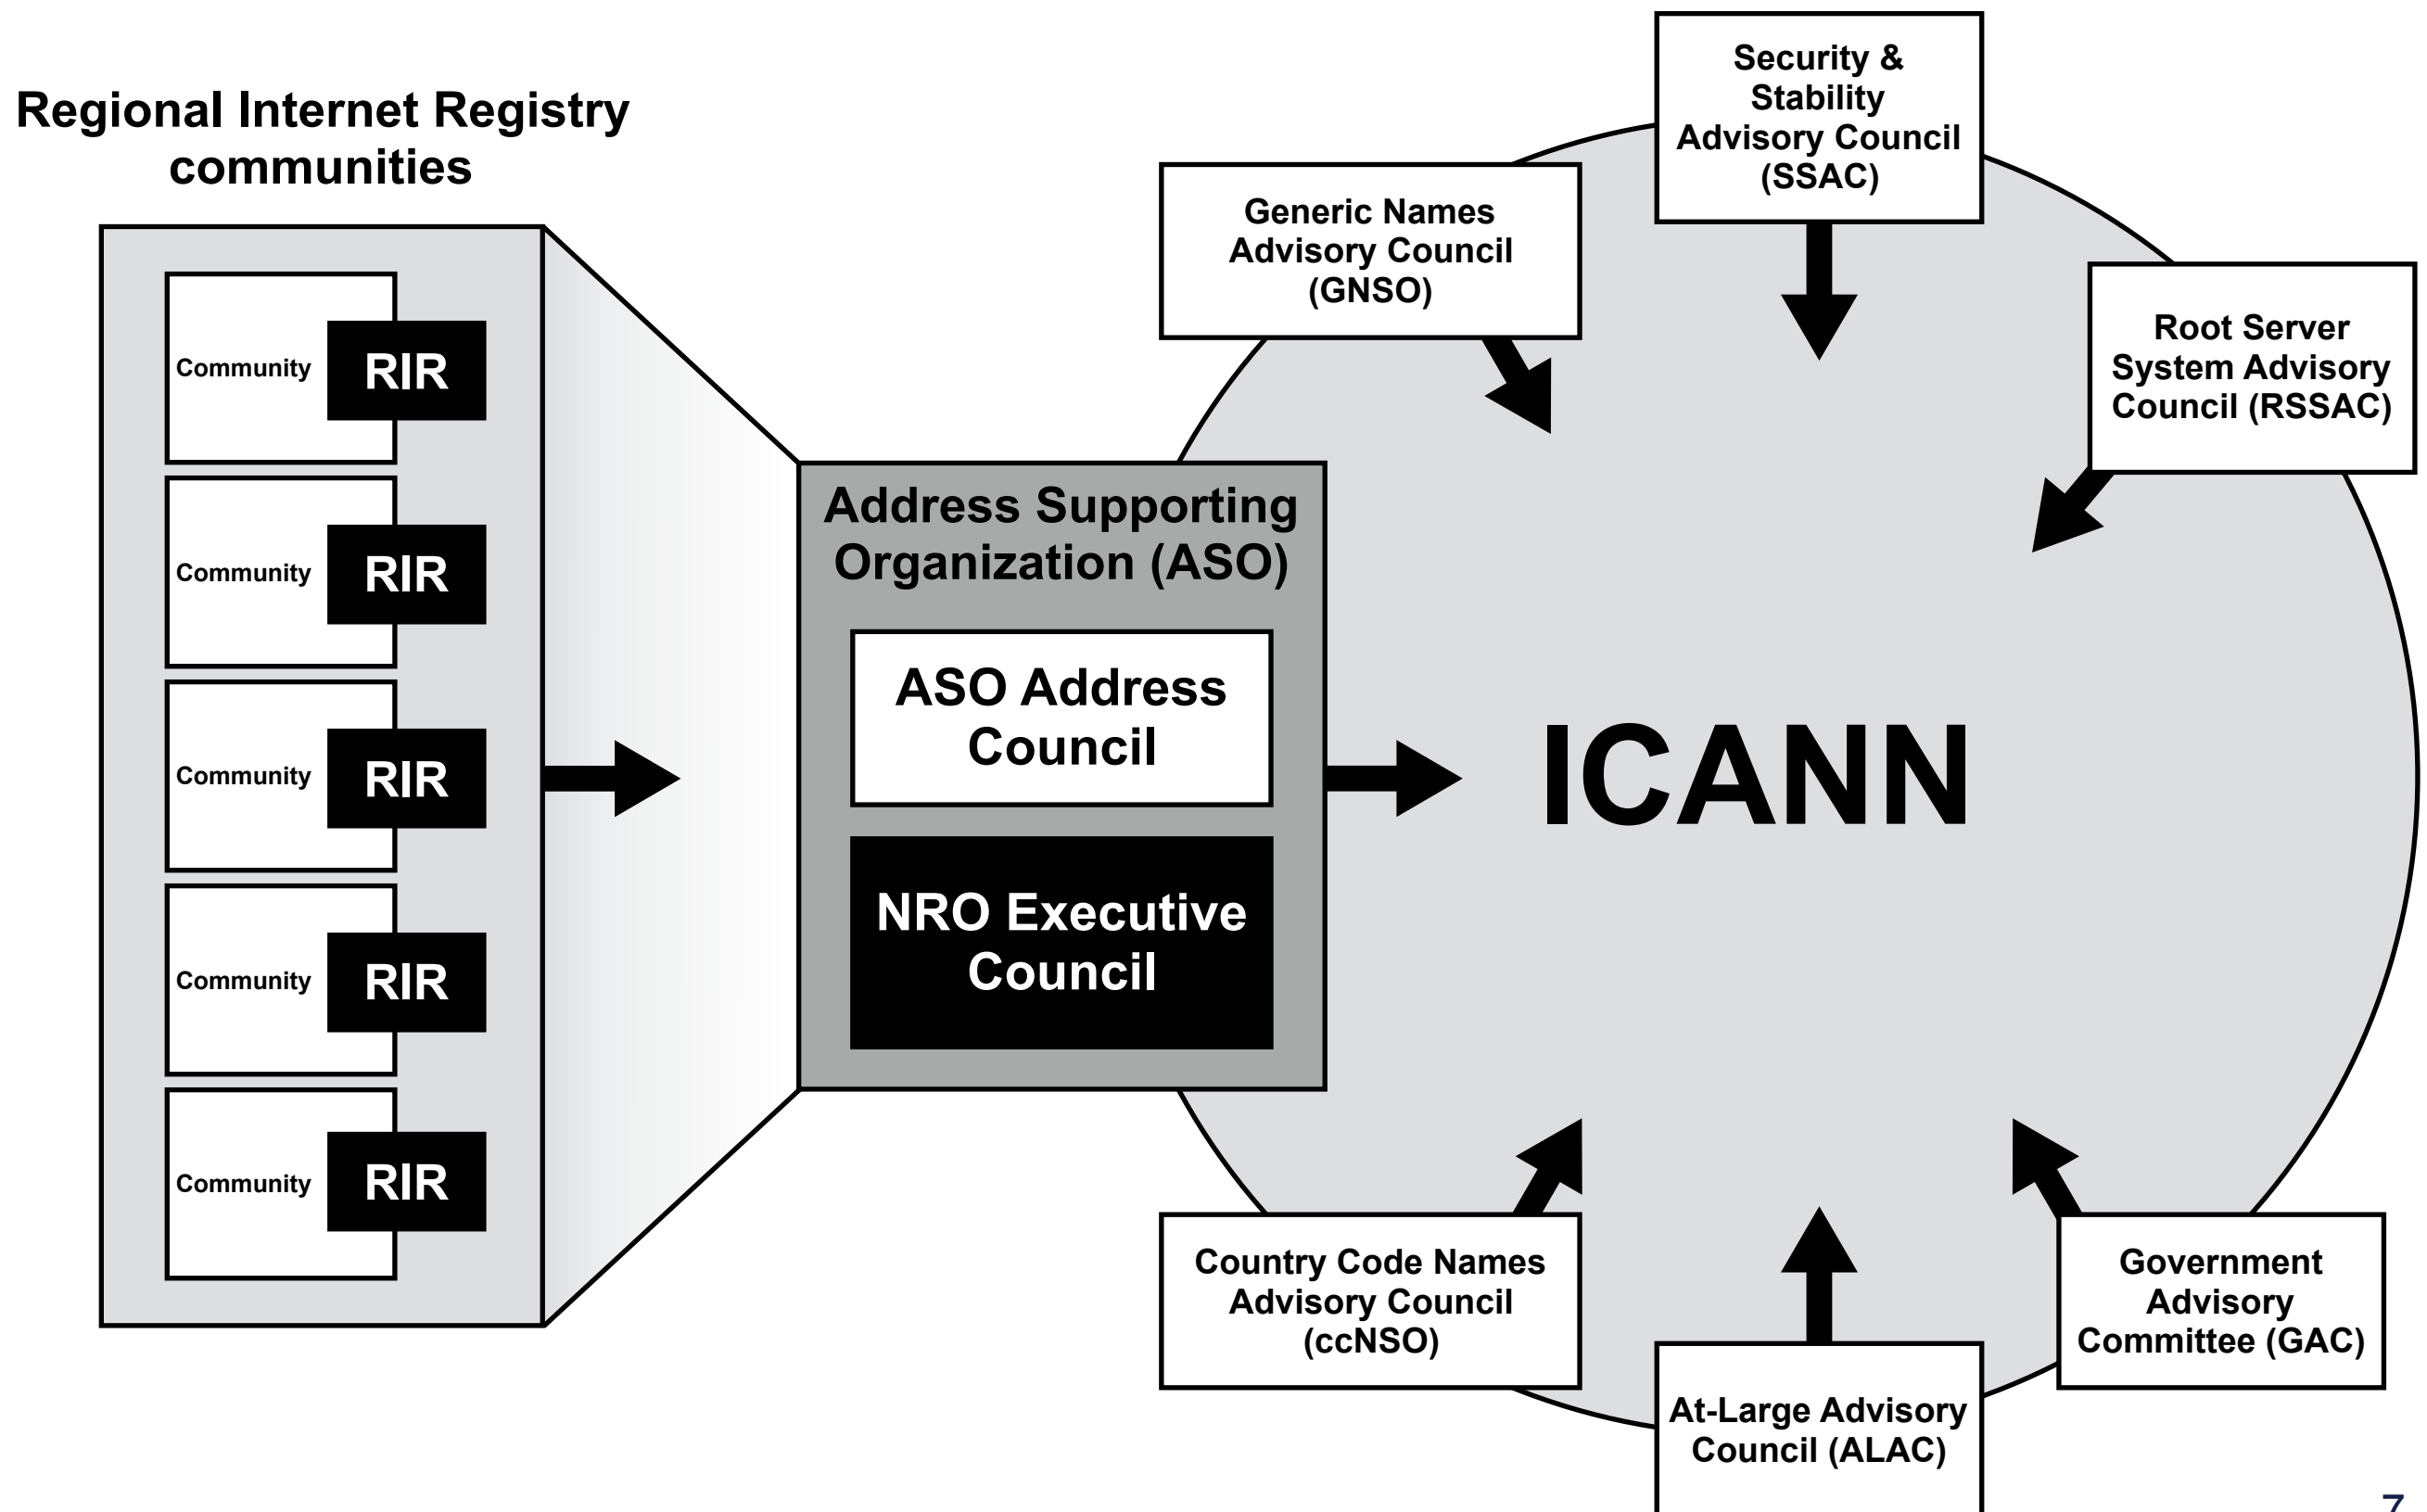 Regional Internet Registry
communities
Community
RIR
Community
RIR
Community
RIR
Community
RIR
Community
RIR
Address Supporting
Organization (ASO)
ASO Address
Council
NRO Executive
Council
ICANN
Generic Names
Advisory Council
(GNSO)
Security &
Stability
Advisory Council
(SSAC)
Root Server
System Advisory
Council (RSSAC)
Country Code Names
Advisory Council
(ccNSO)
At-Large Advisory
Council (ALAC)
Government
Advisory
Committee (GAC)
7